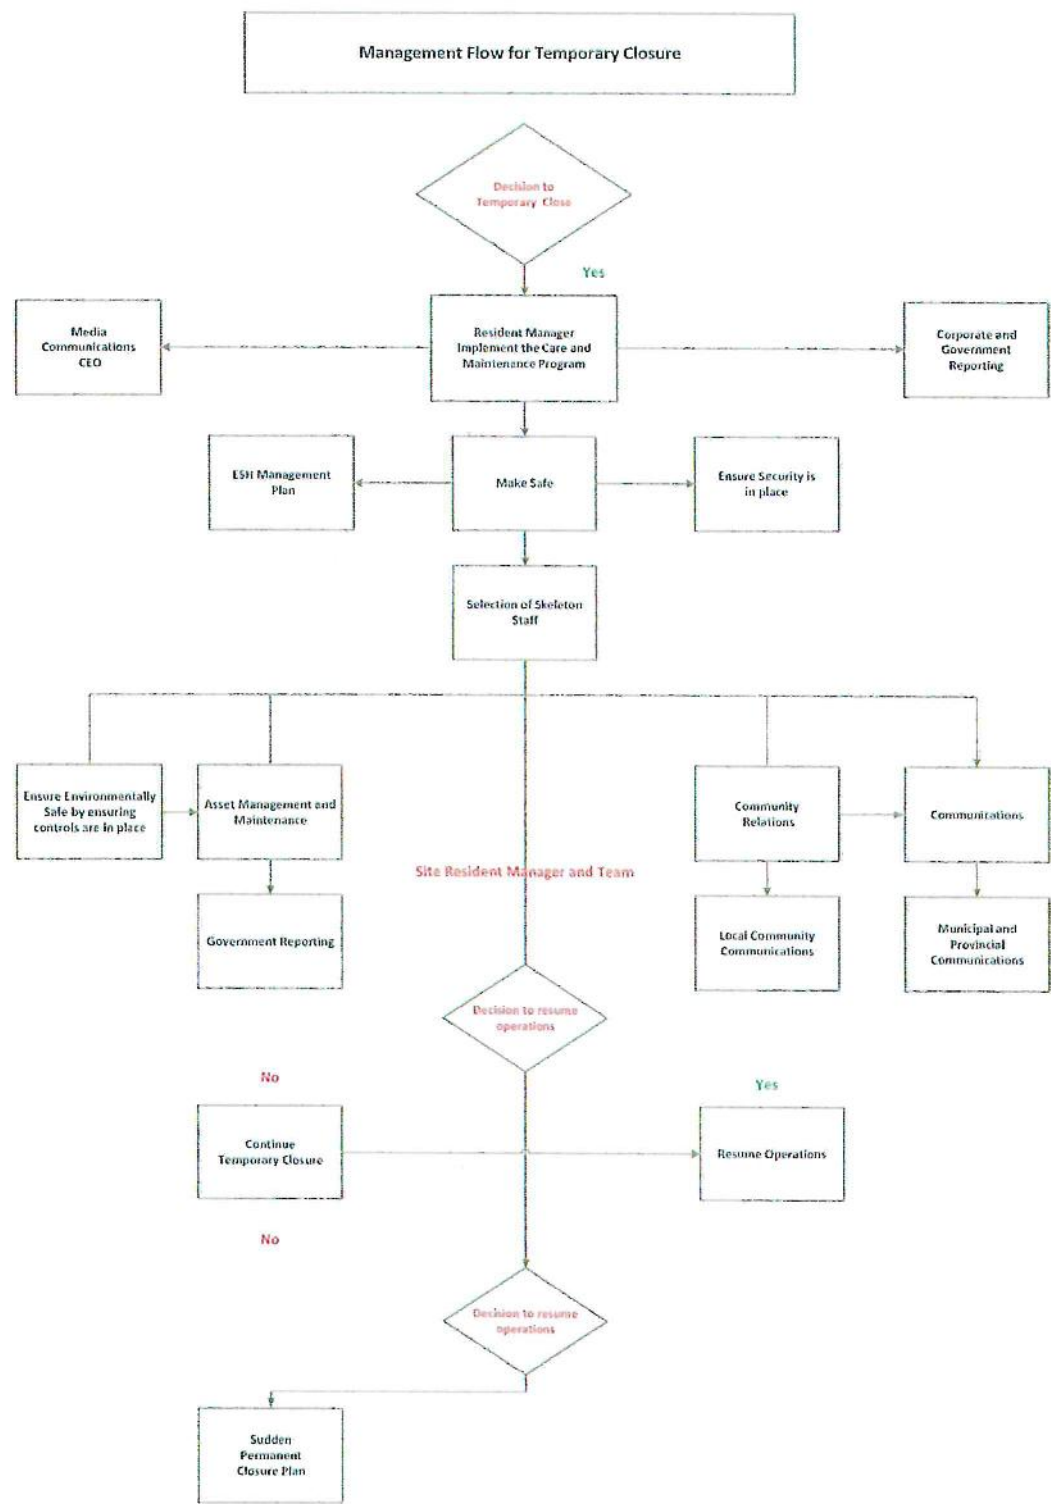 Management Flow for Temporary Closure
Decision to
Temporary Close
Yes
Media
Communications
CEO
Resident Manager
Implement the Care and
Maintenance Program
Corporate and
Government
Reporting
ESH Management
Plan
Make Safe
Ensure Security is
in place
Selection of Skeleton
Staff
Ensure Environmentally
Safe by ensuring
controls are in place
Asset Management and
Maintenance
Community
Relations
Communications
Site Resident Manager and Team
Government Reporting
Local Community
Communications
Municipal and
Provincial
Communications
Decision to resume
operations
No
Yes
Continue
Temporary Closure
Resume Operations
No
Decision to resume
operations
Sudden
Permanent
Closure Plan